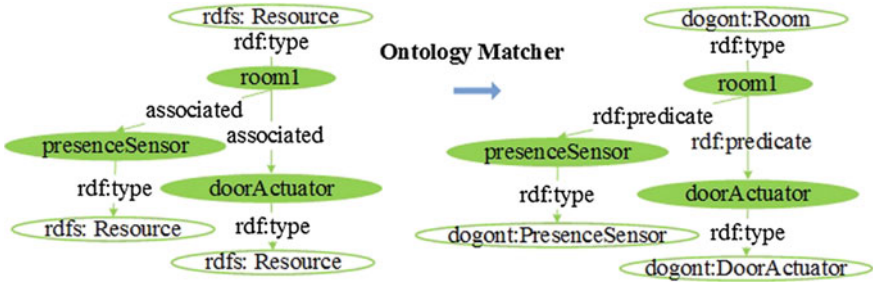 rdfs: Resource
rdf:type
room1
associated
associated
presenceSensor
rdf:type
doorActuator
rdfs: Resource
rdf:type
rdfs: Resource
Ontology Matcher
dogont:Room
rdf:type
room1
rdf:predicate
rdf:predicate
presenceSensor
rdf:type
doorActuator
dogont:PresenceSensor
rdf:type
dogont:DoorActuator